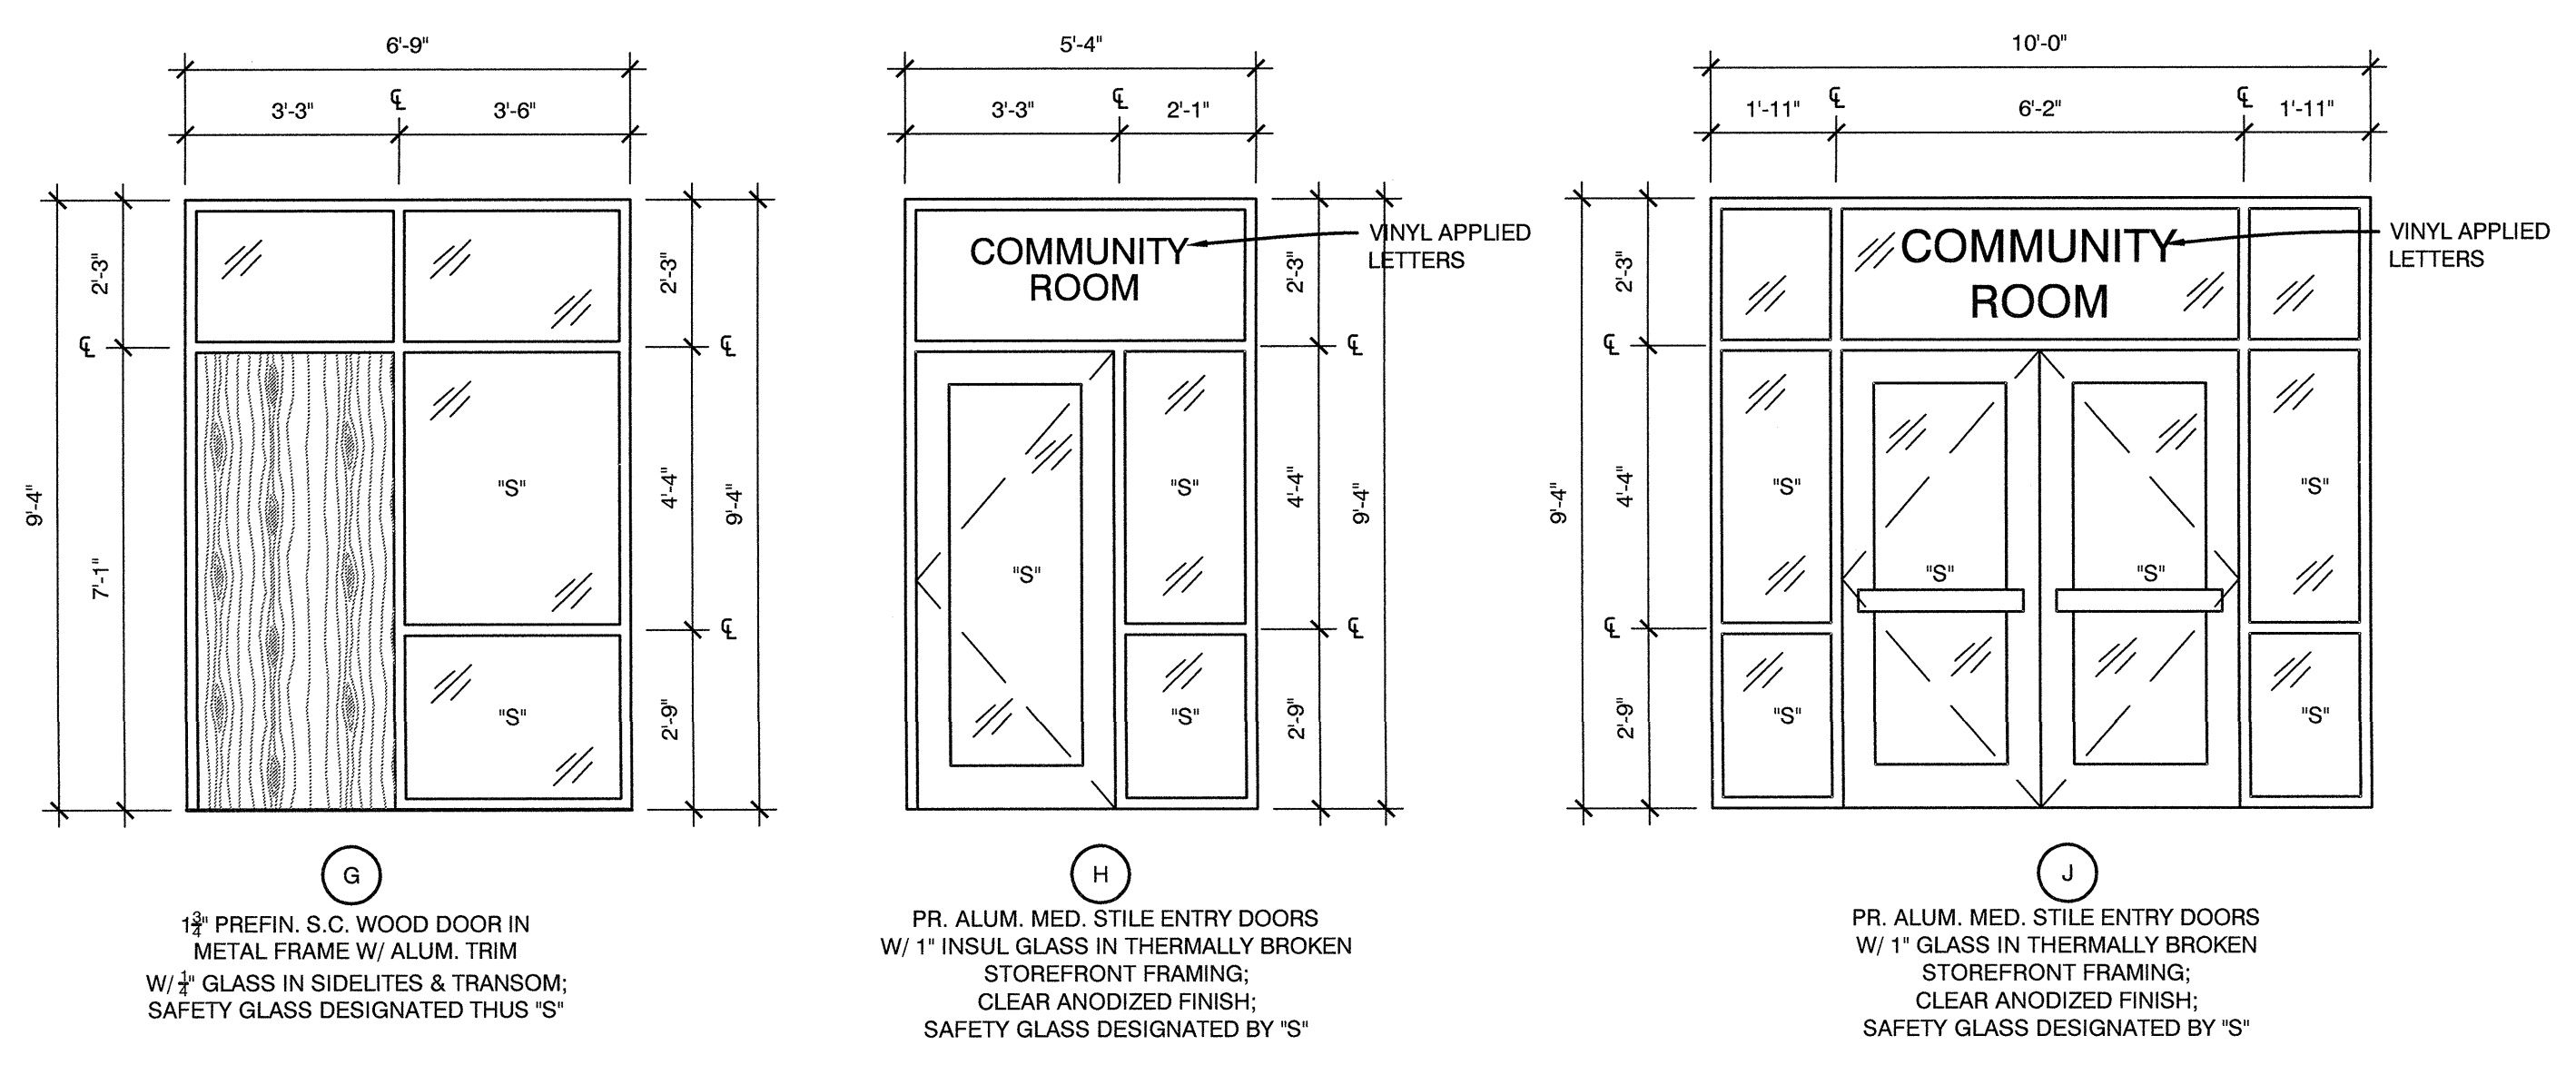 6'-9"
3'-3"
℄
3'-6"
9'-4"
2'-3"
℄
7'-1"
2'-3"
℄
4'-4"
9'-4"
℄
2'-9"
"S"
"S"
G
1 3/4" PREFIN. S.C. WOOD DOOR IN
METAL FRAME W/ ALUM. TRIM
W/ 1/4" GLASS IN SIDELITES & TRANSOM;
SAFETY GLASS DESIGNATED THUS "S"
5'-4"
3'-3"
℄
2'-1"
COMMUNITY
ROOM
VINYL APPLIED
LETTERS
2'-3"
℄
4'-4"
9'-4"
℄
2'-9"
"S"
"S"
"S"
H
PR. ALUM. MED. STILE ENTRY DOORS
W/ 1" INSUL GLASS IN THERMALLY BROKEN
STOREFRONT FRAMING;
CLEAR ANODIZED FINISH;
SAFETY GLASS DESIGNATED BY "S"
10'-0"
1'-11"
℄
6'-2"
℄
1'-11"
COMMUNITY
ROOM
VINYL APPLIED
LETTERS
2'-3"
℄
9'-4"
4'-4"
℄
2'-9"
"S"
"S"
"S"
"S"
"S"
"S"
J
PR. ALUM. MED. STILE ENTRY DOORS
W/ 1" GLASS IN THERMALLY BROKEN
STOREFRONT FRAMING;
CLEAR ANODIZED FINISH;
SAFETY GLASS DESIGNATED BY "S"